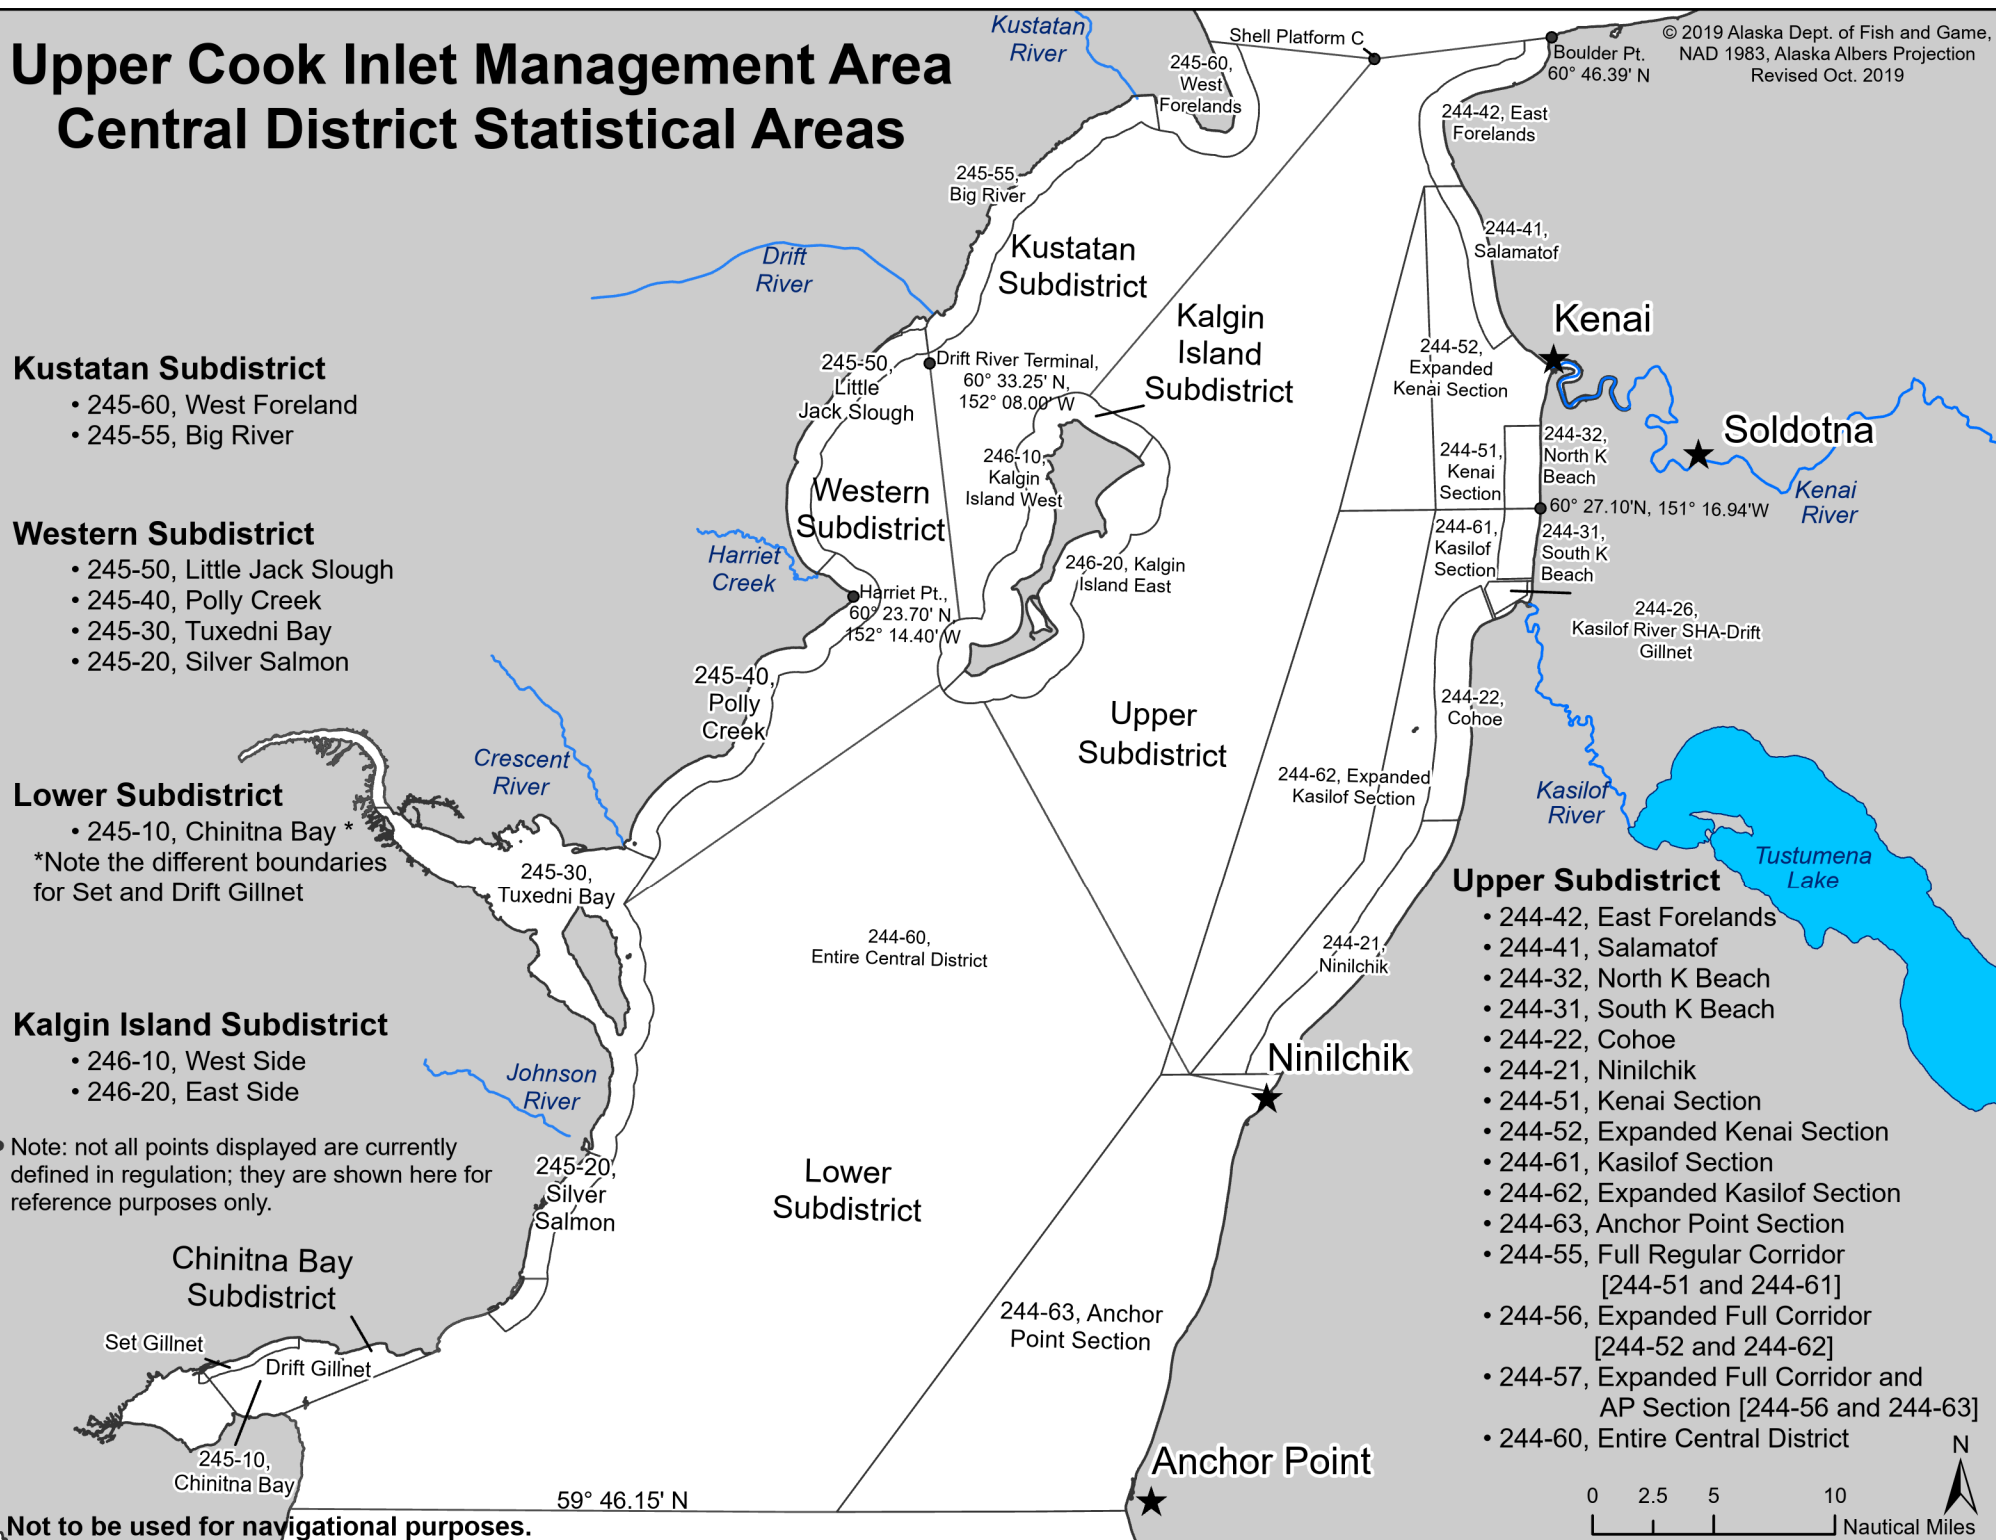 Upper Cook Inlet Management Area
Central District Statistical Areas
© 2019 Alaska Dept. of Fish and Game,
NAD 1983, Alaska Albers Projection
Revised Oct. 2019
Kustatan
River
245-60,
West
Forelands
Shell Platform C
Boulder Pt.
60° 46.39' N
244-42, East
Forelands
245-55,
Big River
Kustatan
Subdistrict
244-41,
Salamatof
Drift
River
Kalgin
Island
Subdistrict
Kenai
245-50,
Little
Jack Slough
Drift River Terminal,
60° 33.25' N,
152° 08.00' W
244-52,
Expanded
Kenai Section
Soldotna
Kenai
River
244-32,
North K
Beach
244-51,
Kenai
Section
246-10,
Kalgin
Island West
Western
Subdistrict
60° 27.10'N, 151° 16.94'W
244-61,
Kasilof
Section
244-31,
South K
Beach
Harriet
Creek
246-20, Kalgin
Island East
Harriet Pt.,
60° 23.70' N,
152° 14.40' W
244-26,
Kasilof River SHA-Drift
Gillnet
245-40,
Polly
Creek
244-22,
Cohoe
Upper
Subdistrict
Crescent
River
244-62, Expanded
Kasilof Section
Kasilof
River
Tustumena
Lake
245-30,
Tuxedni Bay
244-60,
Entire Central District
244-21,
Ninilchik
Ninilchik
Johnson
River
245-20,
Silver
Salmon
Lower
Subdistrict
Chinitna Bay
Subdistrict
Set Gillnet
Drift Gillnet
244-63, Anchor
Point Section
245-10,
Chinitna Bay
Anchor Point
59° 46.15' N
Kustatan Subdistrict
• 245-60, West Foreland
• 245-55, Big River
Western Subdistrict
• 245-50, Little Jack Slough
• 245-40, Polly Creek
• 245-30, Tuxedni Bay
• 245-20, Silver Salmon
Lower Subdistrict
• 245-10, Chinitna Bay *
*Note the different boundaries
for Set and Drift Gillnet
Kalgin Island Subdistrict
• 246-10, West Side
• 246-20, East Side
• Note: not all points displayed are currently
defined in regulation; they are shown here for
reference purposes only.
Upper Subdistrict
• 244-42, East Forelands
• 244-41, Salamatof
• 244-32, North K Beach
• 244-31, South K Beach
• 244-22, Cohoe
• 244-21, Ninilchik
• 244-51, Kenai Section
• 244-52, Expanded Kenai Section
• 244-61, Kasilof Section
• 244-62, Expanded Kasilof Section
• 244-63, Anchor Point Section
• 244-55, Full Regular Corridor
[244-51 and 244-61]
• 244-56, Expanded Full Corridor
[244-52 and 244-62]
• 244-57, Expanded Full Corridor and
AP Section [244-56 and 244-63]
• 244-60, Entire Central District
N
0 2.5 5 10
Nautical Miles
Not to be used for navigational purposes.